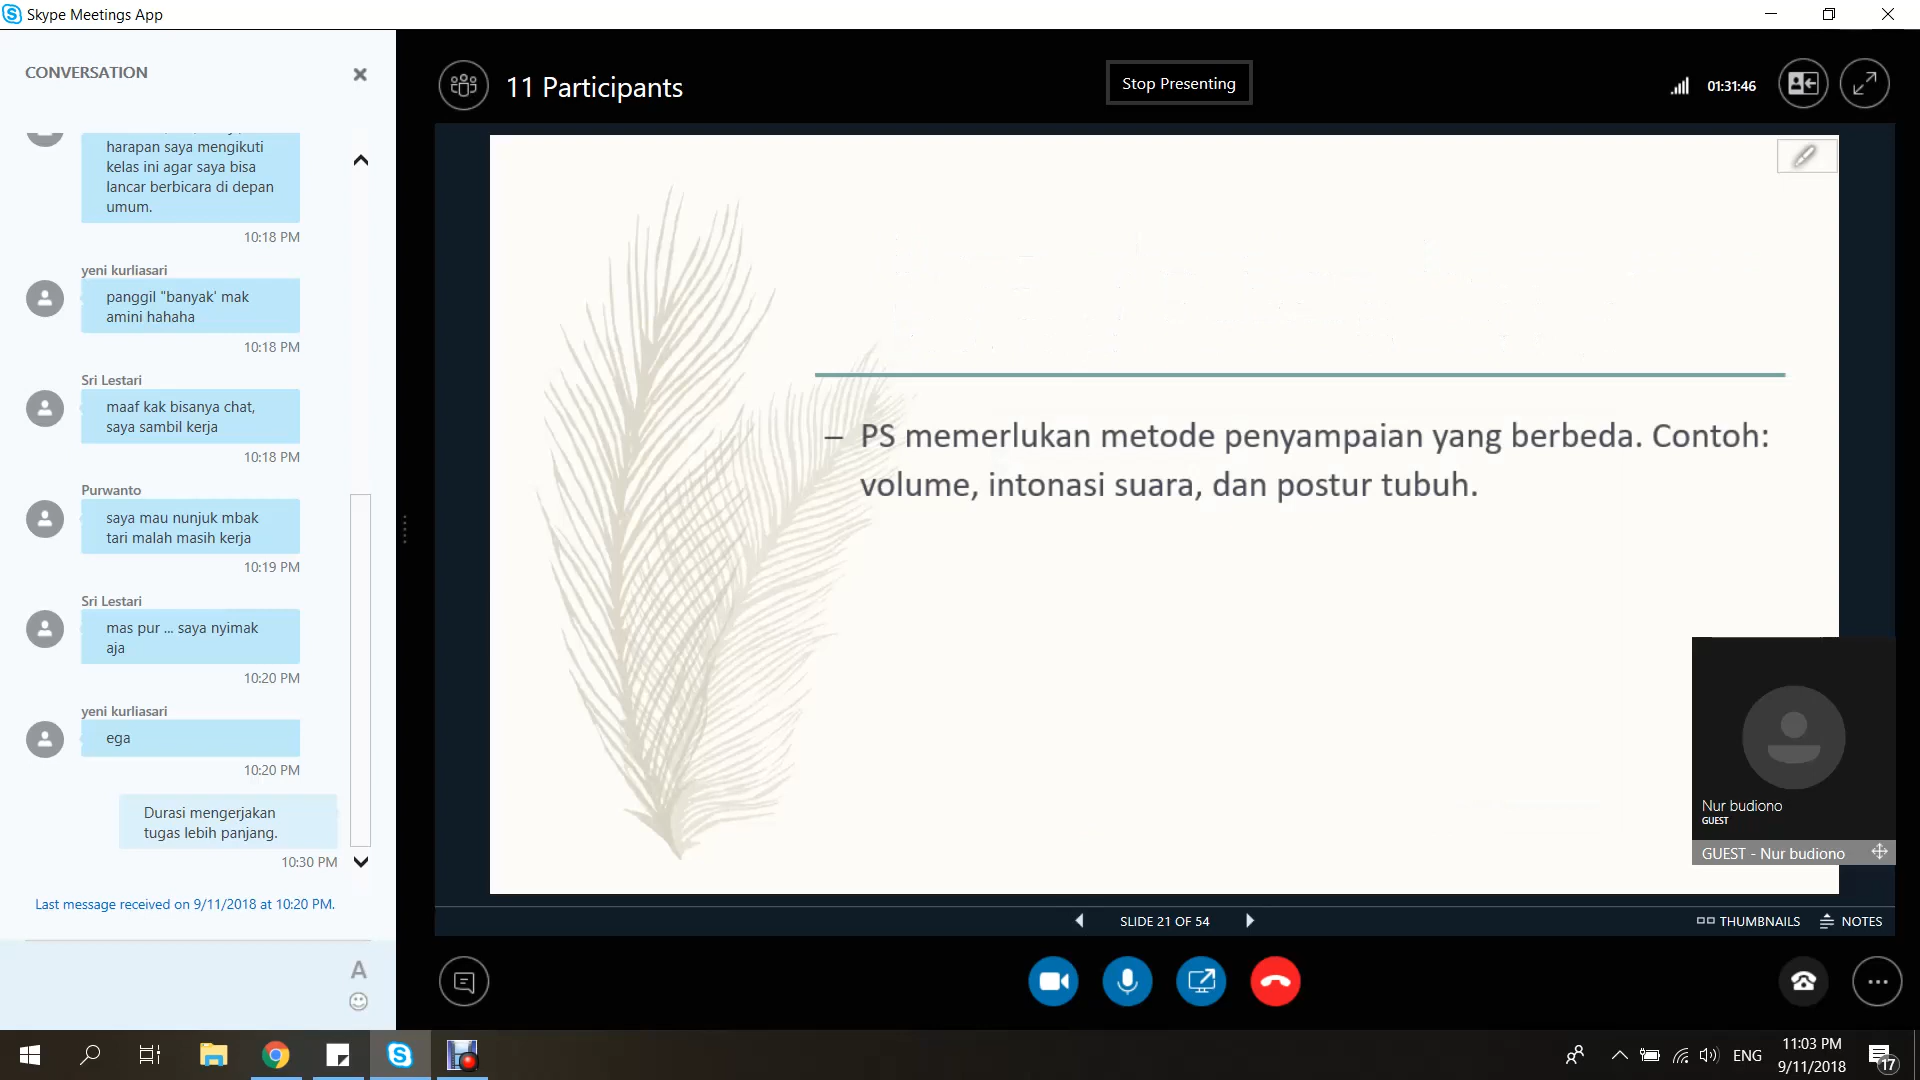 Skype Meetings App
CONVERSATION
harapan saya mengikuti
kelas ini agar saya bisa
lancar berbicara di depan
umum.
10:18 PM
yeni kurliasari
panggil "banyak' mak
amini hahaha
10:18 PM
Sri Lestari
maaf kak bisanya chat,
saya sambil kerja
10:18 PM
Purwanto
saya mau nunjuk mbak
tari malah masih kerja
10:19 PM
Sri Lestari
mas pur ... saya nyimak
aja
10:20 PM
yeni kurliasari
ega
10:20 PM
Durasi mengerjakan
tugas lebih panjang.
10:30 PM
Last message received on 9/11/2018 at 10:20 PM.
A
11 Participants
Stop Presenting
01:31:46
– PS memerlukan metode penyampaian yang berbeda. Contoh:
volume, intonasi suara, dan postur tubuh.
Nur budiono
GUEST
GUEST - Nur budiono
SLIDE 21 OF 54
THUMBNAILS
NOTES
ENG
11:03 PM
9/11/2018
17